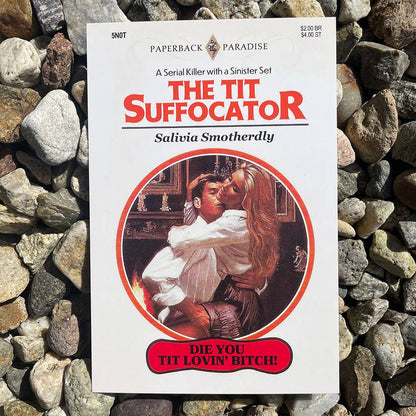 5N0T
$2.00 BR
$4.00 ST
PAPERBACK PARADISE
A Serial Killer with a Sinister Set
THE TIT
SUFFOCATOR
Salivia Smotherdly
DIE YOU
TIT LOVIN' BITCH!